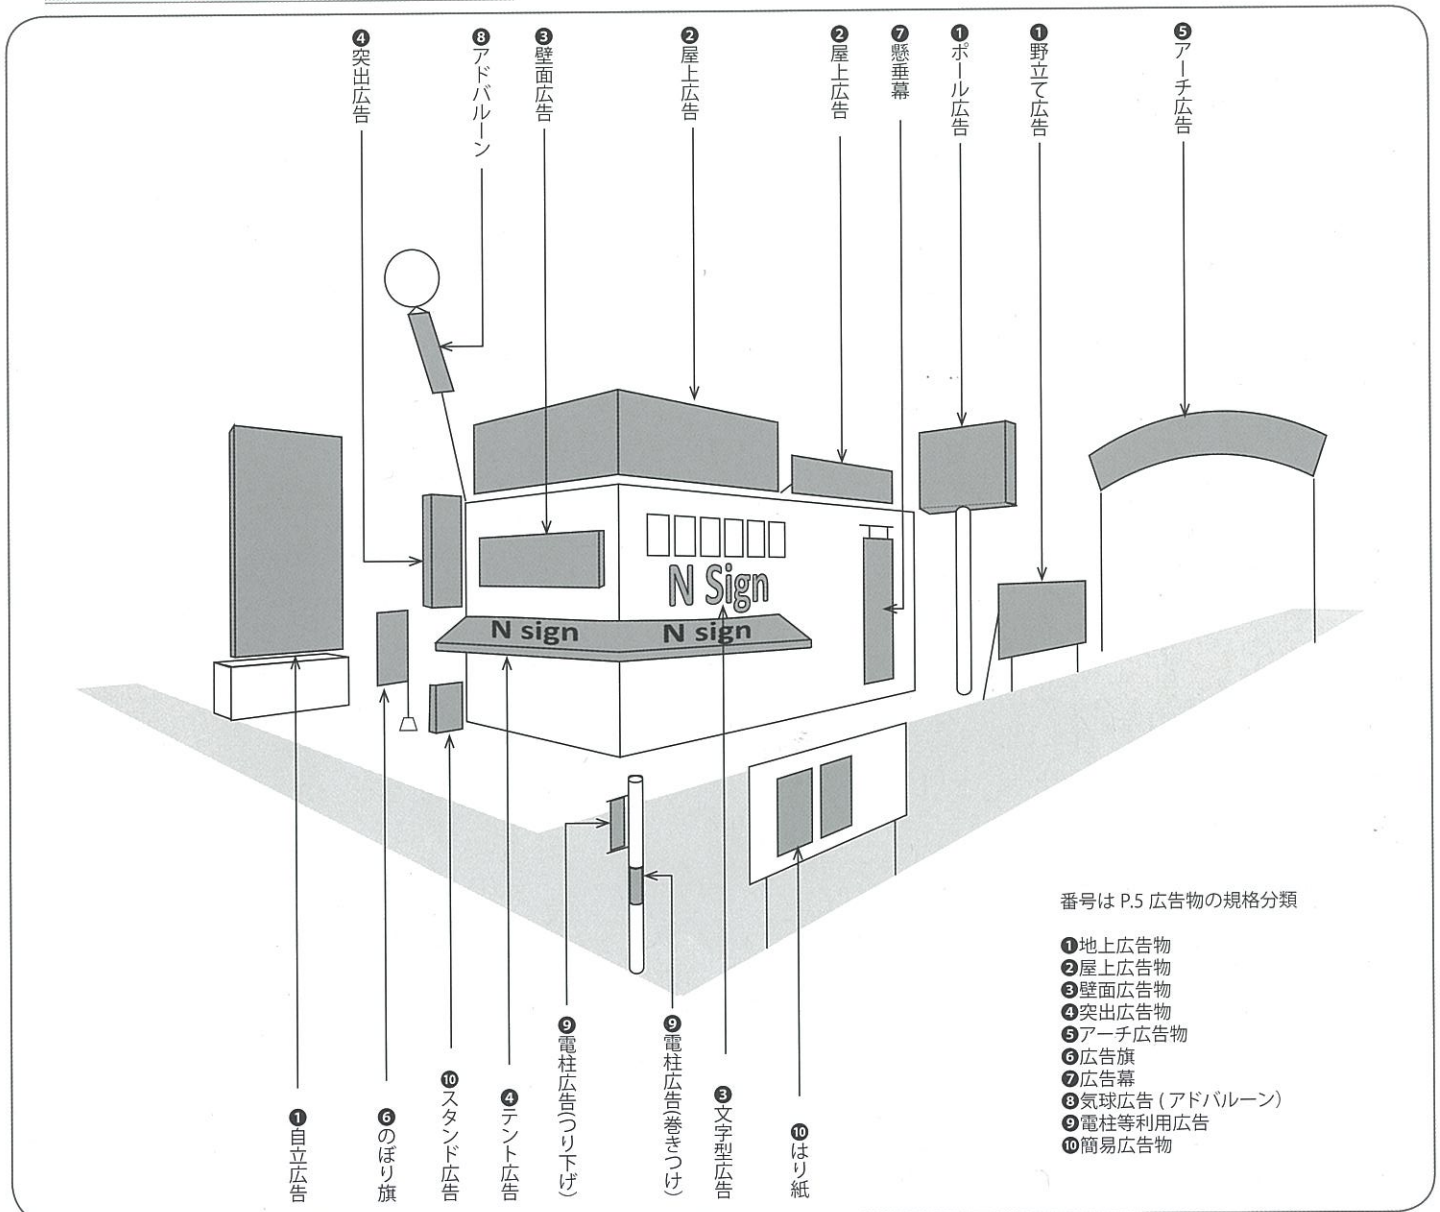 ❹突出広告
❽アドバルーン
❸壁面広告
❷屋上広告
❷屋上広告
❼懸垂幕
❶ポール広告
❶野立て広告
❺アーチ広告
N Sign
N sign
N sign
❶自立広告
❻のぼり旗
❿スタンド広告
❹テント広告
❾電柱広告(つり下げ)
❾電柱広告(巻きつけ)
❸文字型広告
❿はり紙
番号は P.5 広告物の規格分類
❶地上広告物
❷屋上広告物
❸壁面広告物
❹突出広告物
❺アーチ広告物
❻広告旗
❼広告幕
❽気球広告 ( アドバルーン)
❾電柱等利用広告
❿簡易広告物